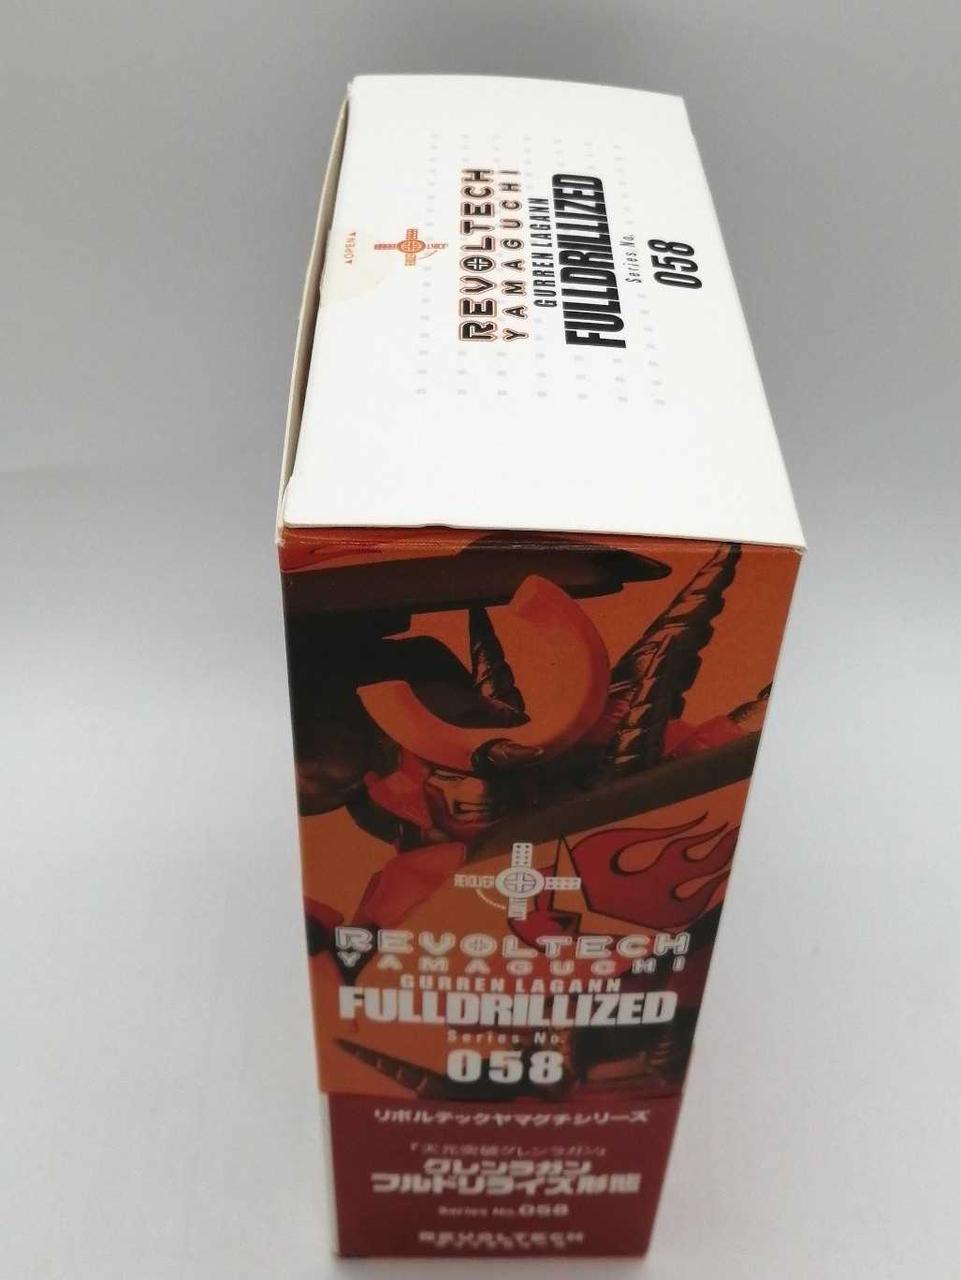 ▲OPEN▲
REVOLTECH
YAMAGUCHI
GURREN LAGANN
FULLDRILLIZED
Series No.
058
REVOLVER
REVOLTECH
YAMAGUCHI
GURREN LAGANN
FULLDRILLIZED
Series No.
058
リボルテックヤマグチシリーズ
『天元突破グレンラガン』
グレンラガン
フルドリライズ形態
Series No.058
REVOLTECH